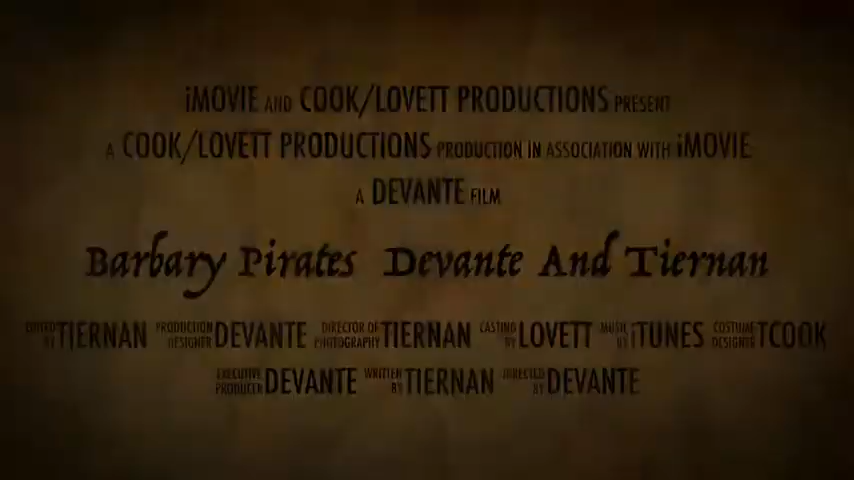 iMOVIE AND COOK/LOVETT PRODUCTIONS PRESENT
A COOK/LOVETT PRODUCTIONS PRODUCTION IN ASSOCIATION WITH iMOVIE
A DEVANTE FILM
Barbary Pirates Devante And Tiernan
EDITED BY TIERNAN PRODUCTION DESIGNER DEVANTE DIRECTOR OF PHOTOGRAPHY TIERNAN CASTING BY LOVETT MUSIC BY iTUNES COSTUME DESIGNER TCOOK
EXECUTIVE PRODUCER DEVANTE WRITTEN BY TIERNAN DIRECTED BY DEVANTE